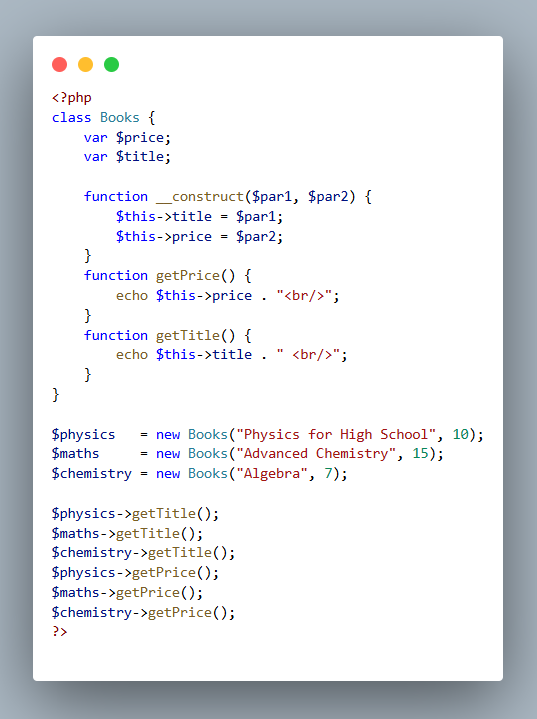 <?php
class Books {
    var $price;
    var $title;

    function __construct($par1, $par2) {
        $this->title = $par1;
        $this->price = $par2;
    }
    function getPrice() {
        echo $this->price . "<br/>";
    }
    function getTitle() {
        echo $this->title . " <br/>";
    }
}

$physics   = new Books("Physics for High School", 10);
$maths     = new Books("Advanced Chemistry", 15);
$chemistry = new Books("Algebra", 7);

$physics->getTitle();
$maths->getTitle();
$chemistry->getTitle();
$physics->getPrice();
$maths->getPrice();
$chemistry->getPrice();
?>